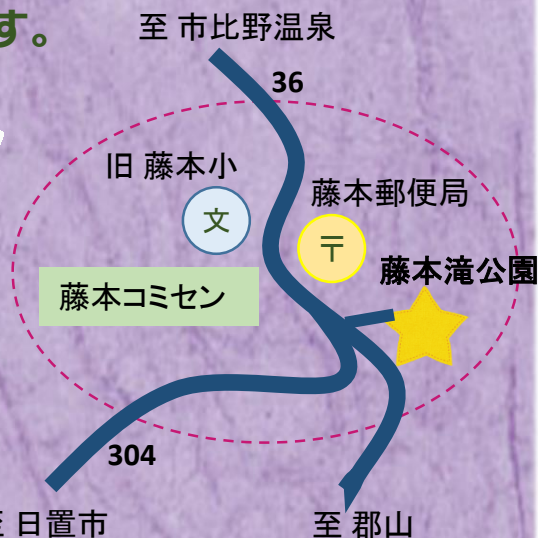 す。
至 市比野温泉
36
旧 藤本小
文
藤本郵便局
〒
藤本滝公園
藤本コミセン
304
至 日置市
至 郡山